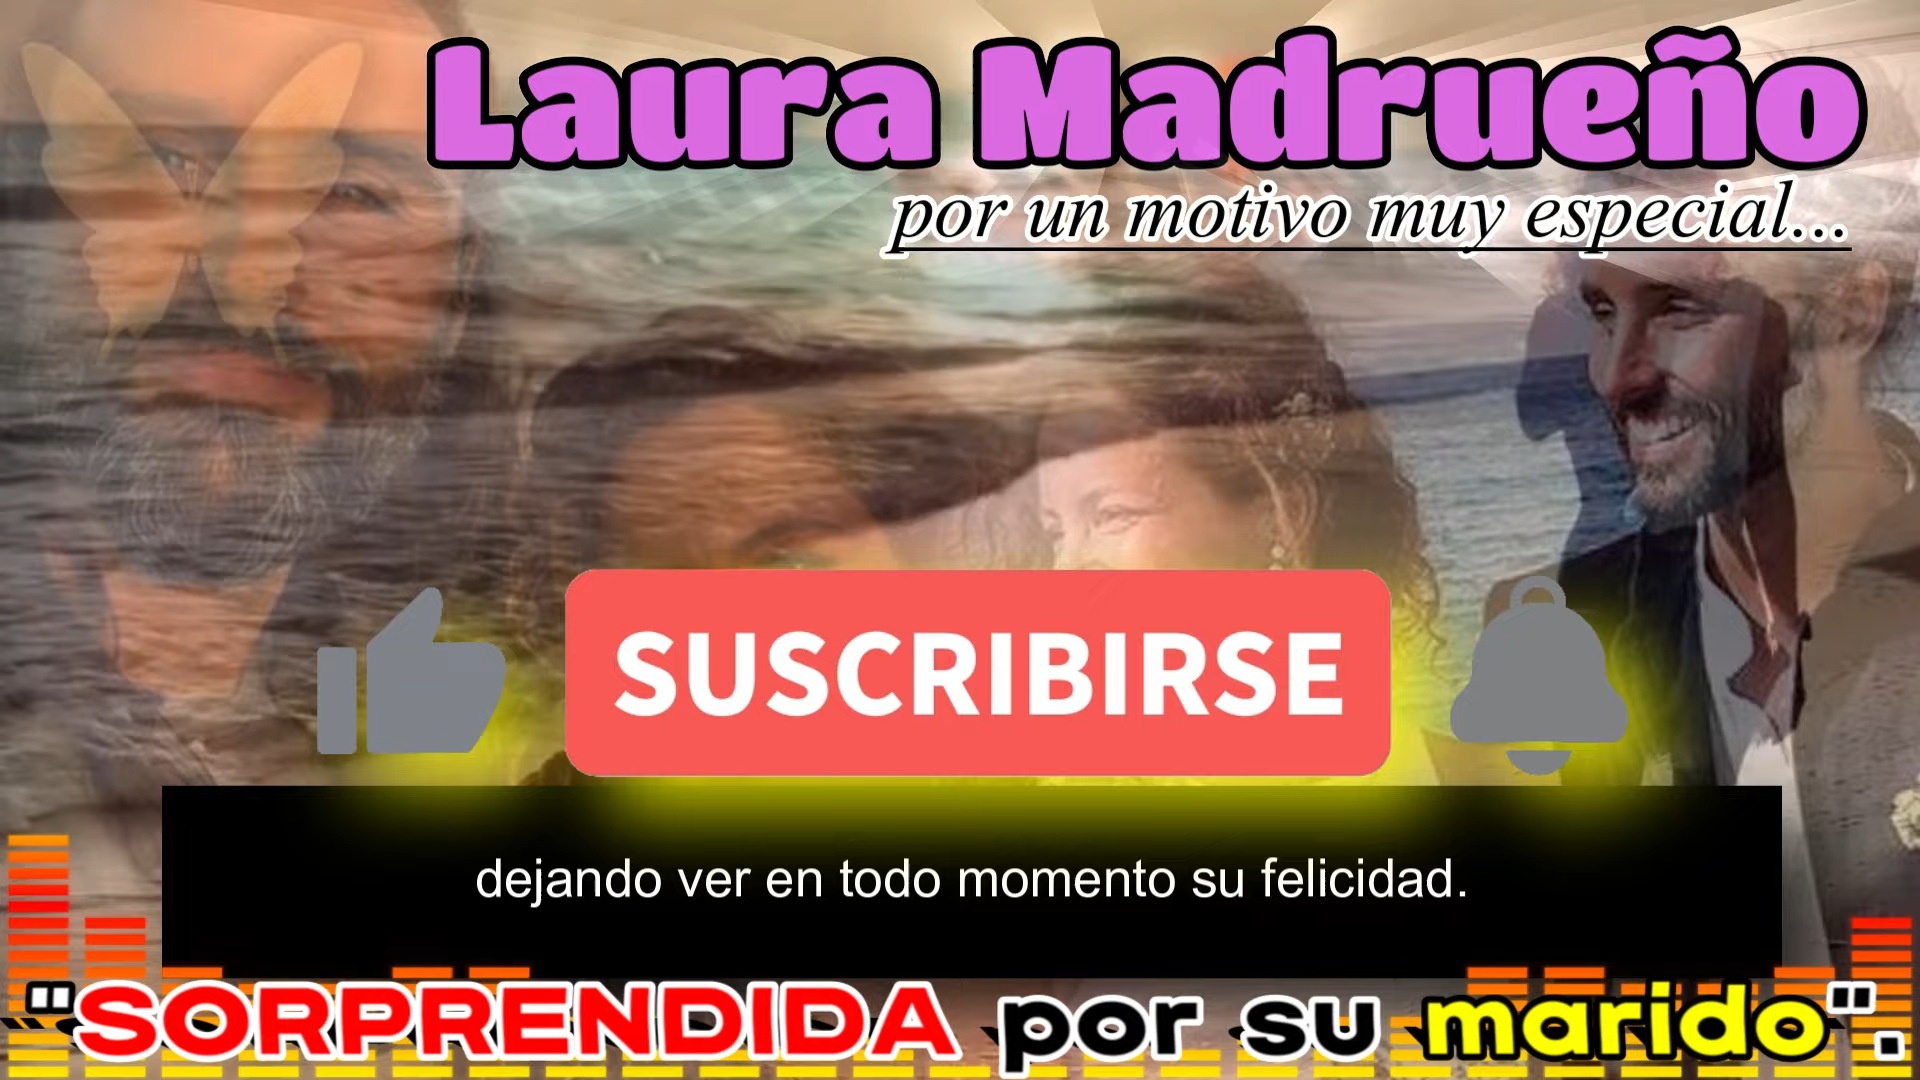 Laura Madrueño
por un motivo muy especial...
SUSCRIBIRSE
dejando ver en todo momento su felicidad.
"SORPRENDIDA por su marido".